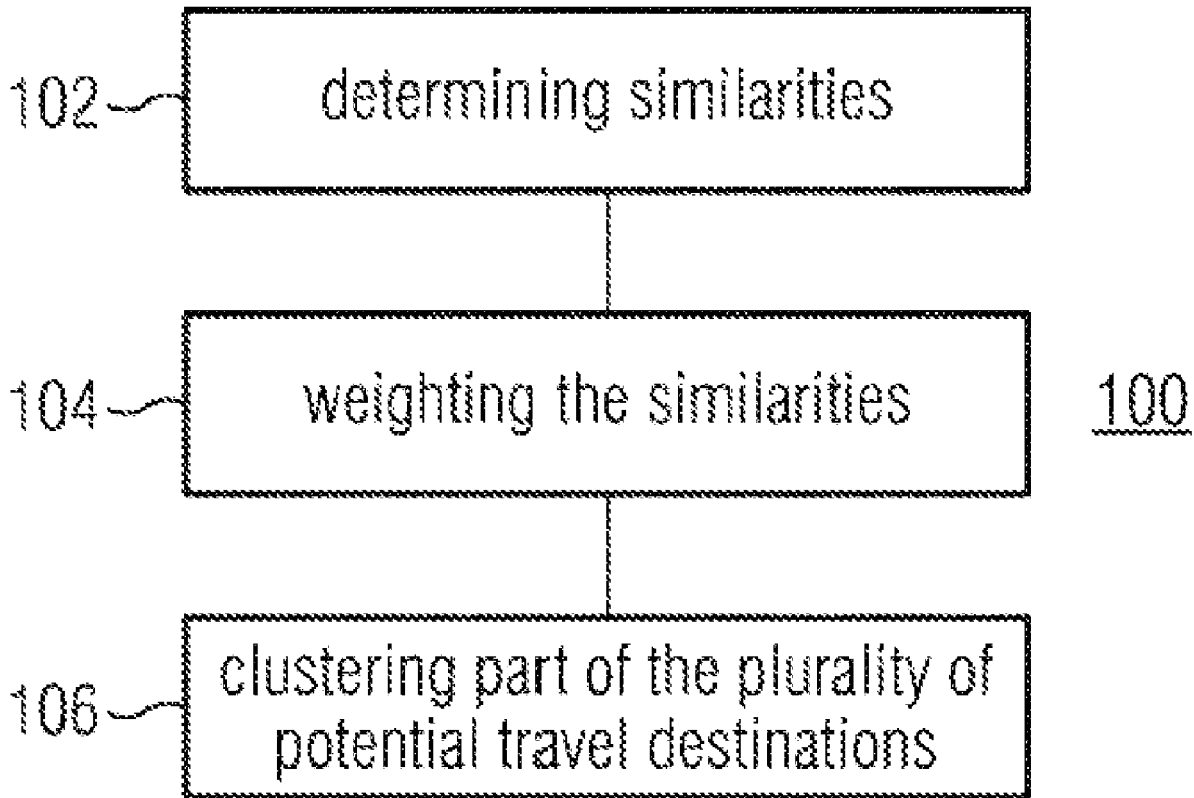 102
determining similarities
104
weighting the similarities
100
106
clustering part of the plurality of
potential travel destinations